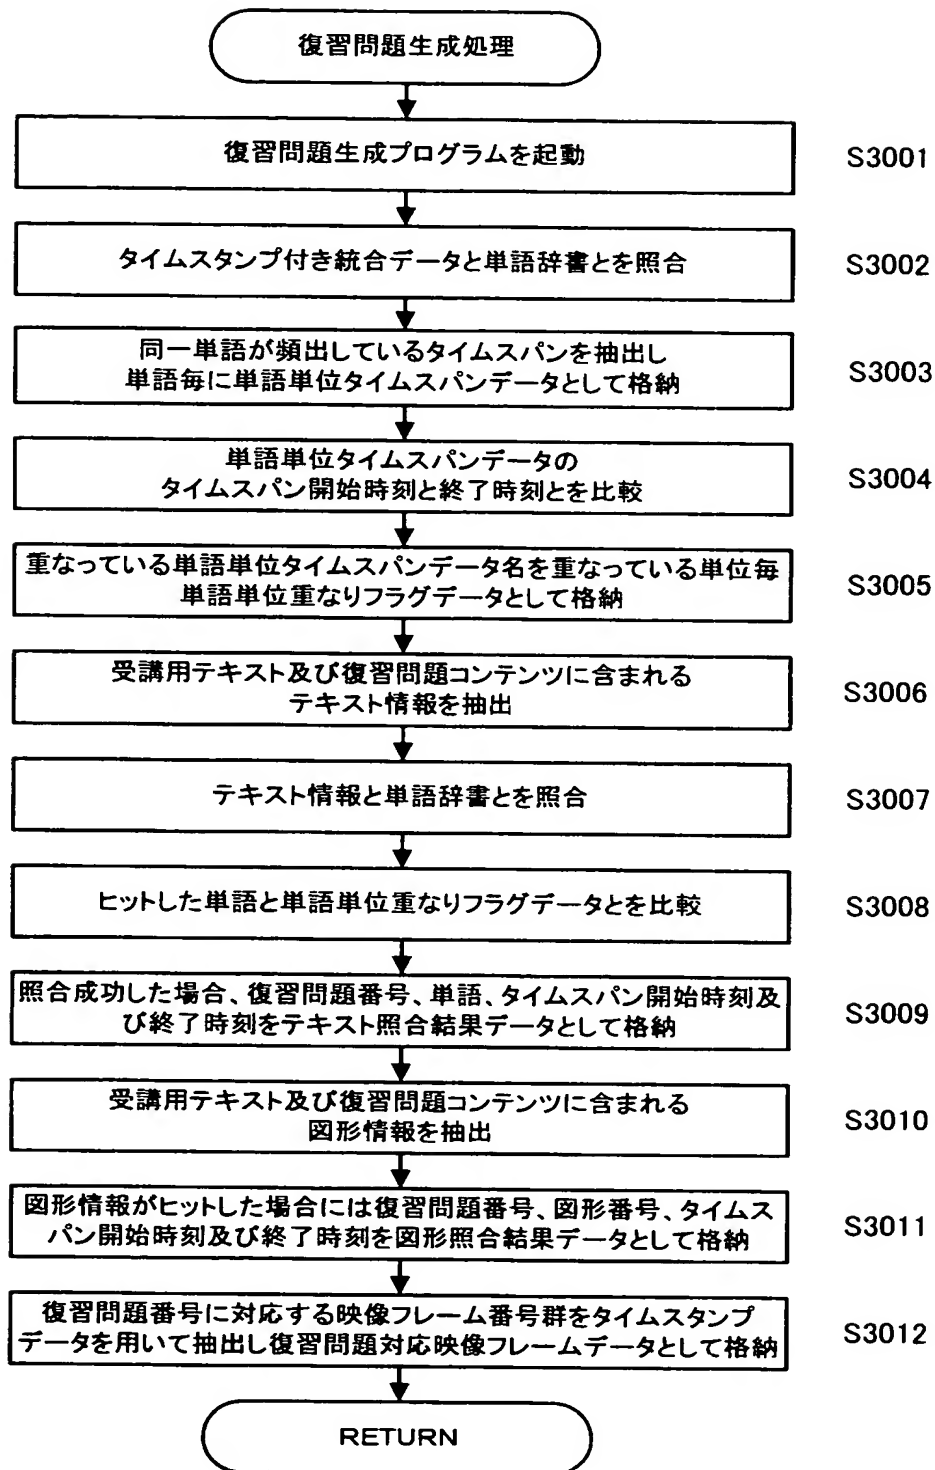 復習問題生成処理
復習問題生成プログラムを起動
S3001
タイムスタンプ付き統合データと単語辞書とを照合
S3002
同一単語が頻出しているタイムスパンを抽出し
単語毎に単語単位タイムスパンデータとして格納
S3003
単語単位タイムスパンデータの
タイムスパン開始時刻と終了時刻とを比較
S3004
重なっている単語単位タイムスパンデータ名を重なっている単位毎
単語単位重なりフラグデータとして格納
S3005
受講用テキスト及び復習問題コンテンツに含まれる
テキスト情報を抽出
S3006
テキスト情報と単語辞書とを照合
S3007
ヒットした単語と単語単位重なりフラグデータとを比較
S3008
照合成功した場合、復習問題番号、単語、タイムスパン開始時刻及
び終了時刻をテキスト照合結果データとして格納
S3009
受講用テキスト及び復習問題コンテンツに含まれる
図形情報を抽出
S3010
図形情報がヒットした場合には復習問題番号、図形番号、タイムス
パン開始時刻及び終了時刻を図形照合結果データとして格納
S3011
復習問題番号に対応する映像フレーム番号群をタイムスタンプ
データを用いて抽出し復習問題対応映像フレームデータとして格納
S3012
RETURN